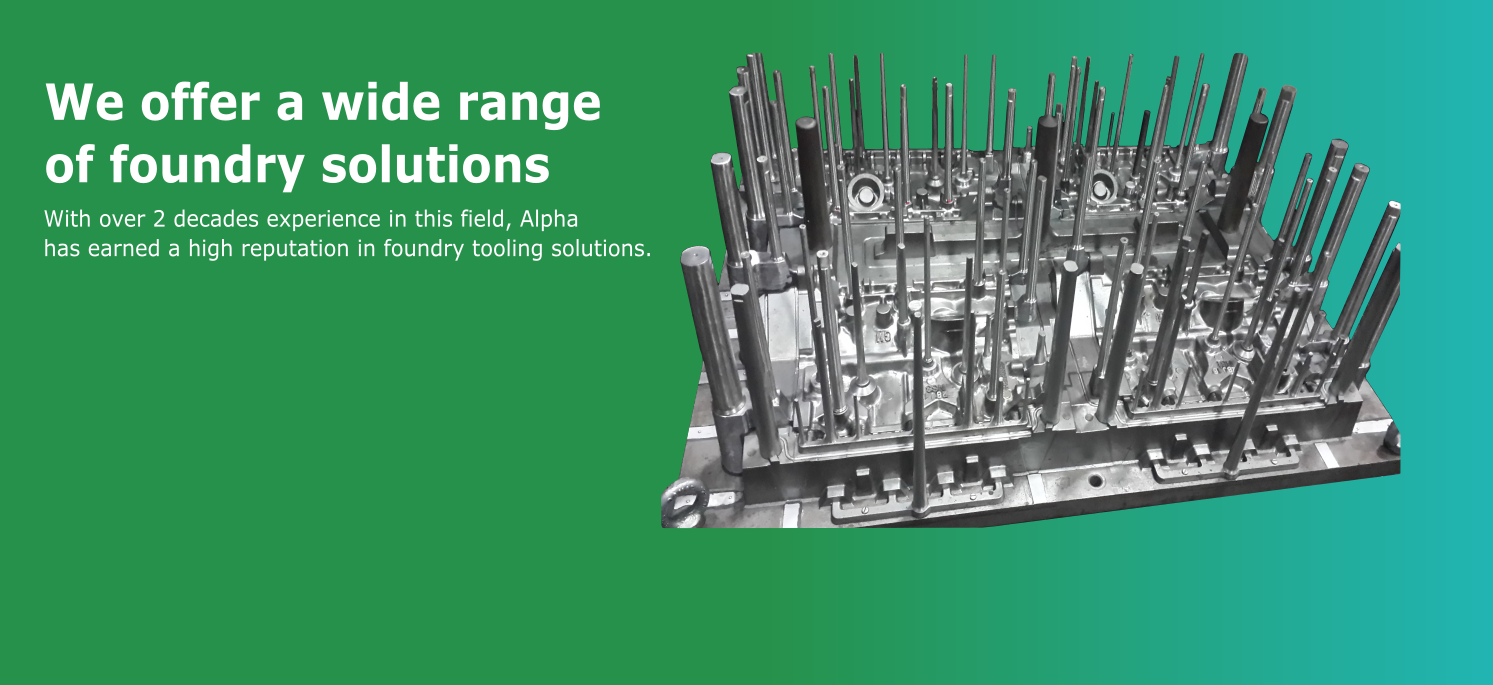 We offer a wide range
of foundry solutions
With over 2 decades experience in this field, Alpha
has earned a high reputation in foundry tooling solutions.